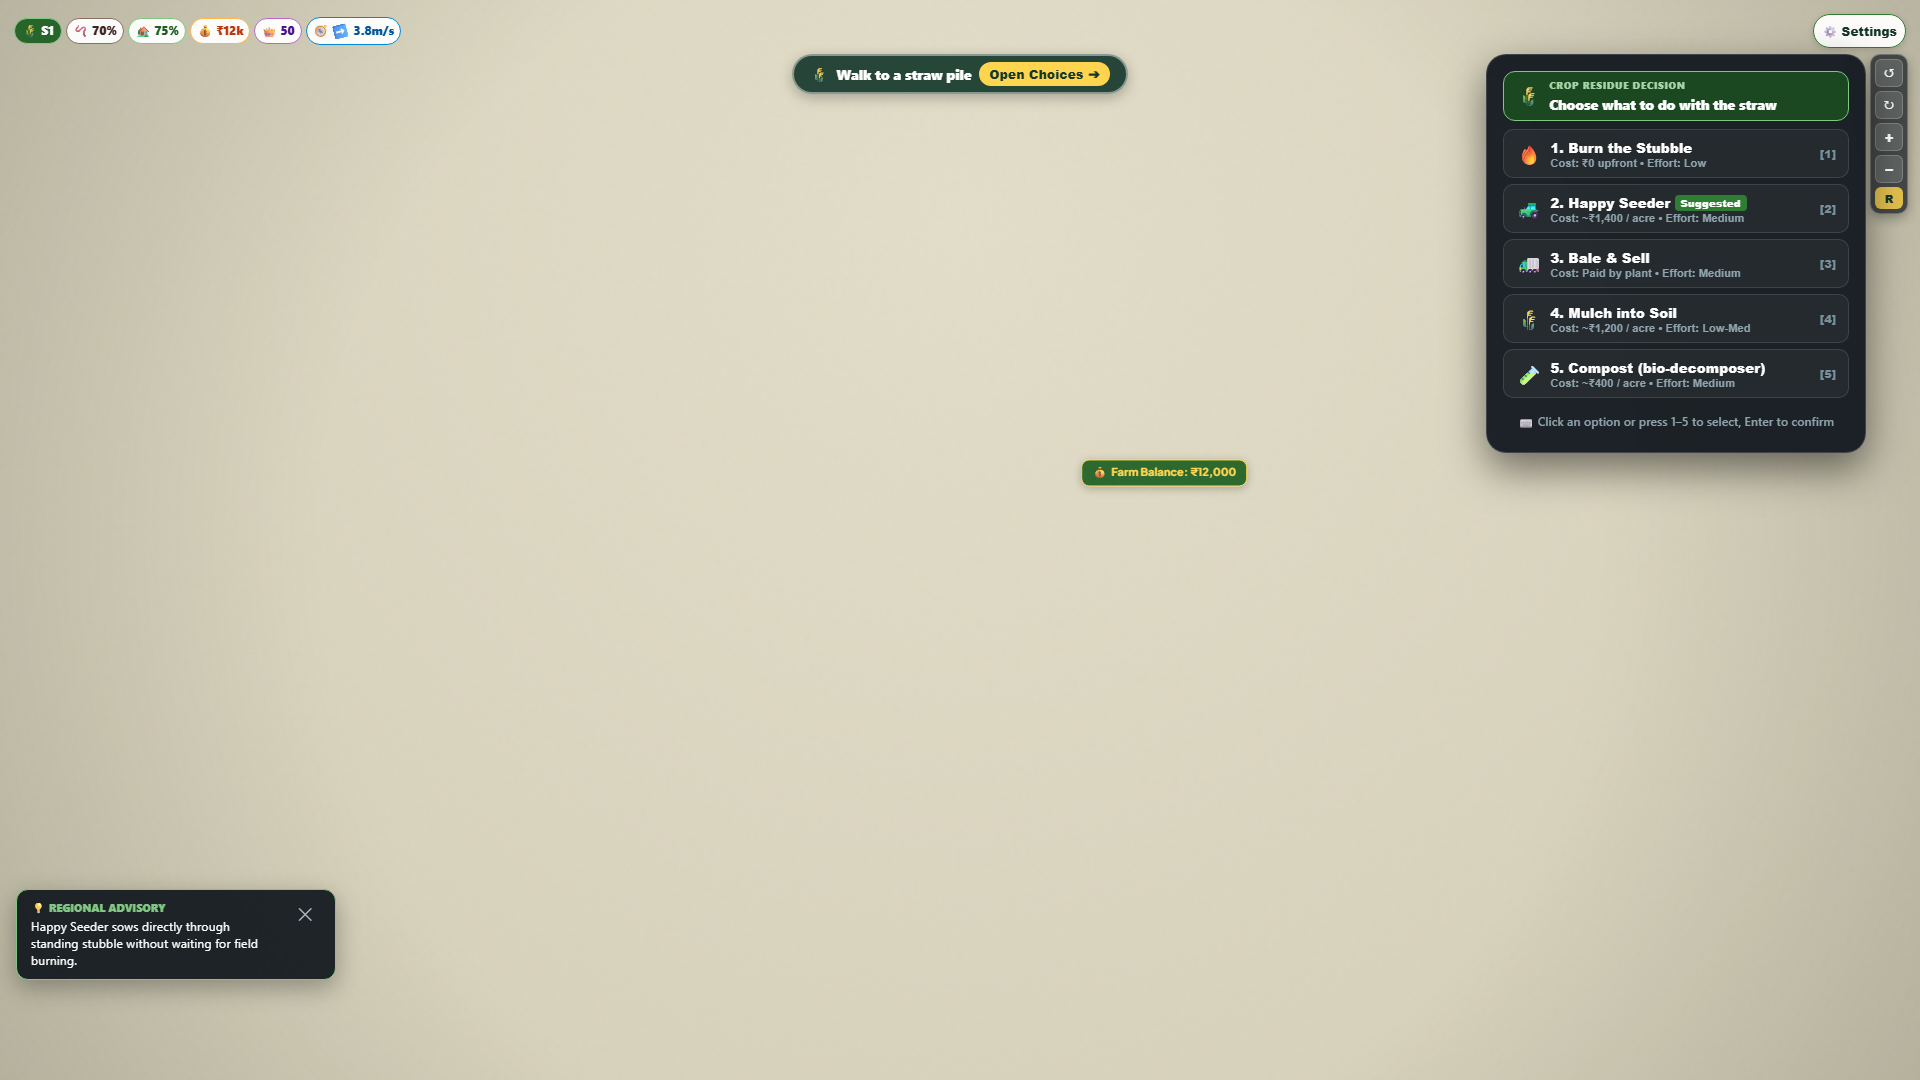 S1
70%
75%
₹12k
50
3.8m/s
Settings
Walk to a straw pile
Open Choices ➔
CROP RESIDUE DECISION
Choose what to do with the straw
1. Burn the Stubble
Cost: ₹0 upfront • Effort: Low
[1]
2. Happy Seeder Suggested
Cost: ~₹1,400 / acre • Effort: Medium
[2]
3. Bale & Sell
Cost: Paid by plant • Effort: Medium
[3]
4. Mulch into Soil
Cost: ~₹1,200 / acre • Effort: Low-Med
[4]
5. Compost (bio-decomposer)
Cost: ~₹400 / acre • Effort: Medium
[5]
Click an option or press 1–5 to select, Enter to confirm
↺
↻
+
−
R
Farm Balance: ₹12,000
REGIONAL ADVISORY
Happy Seeder sows directly through
standing stubble without waiting for field
burning.